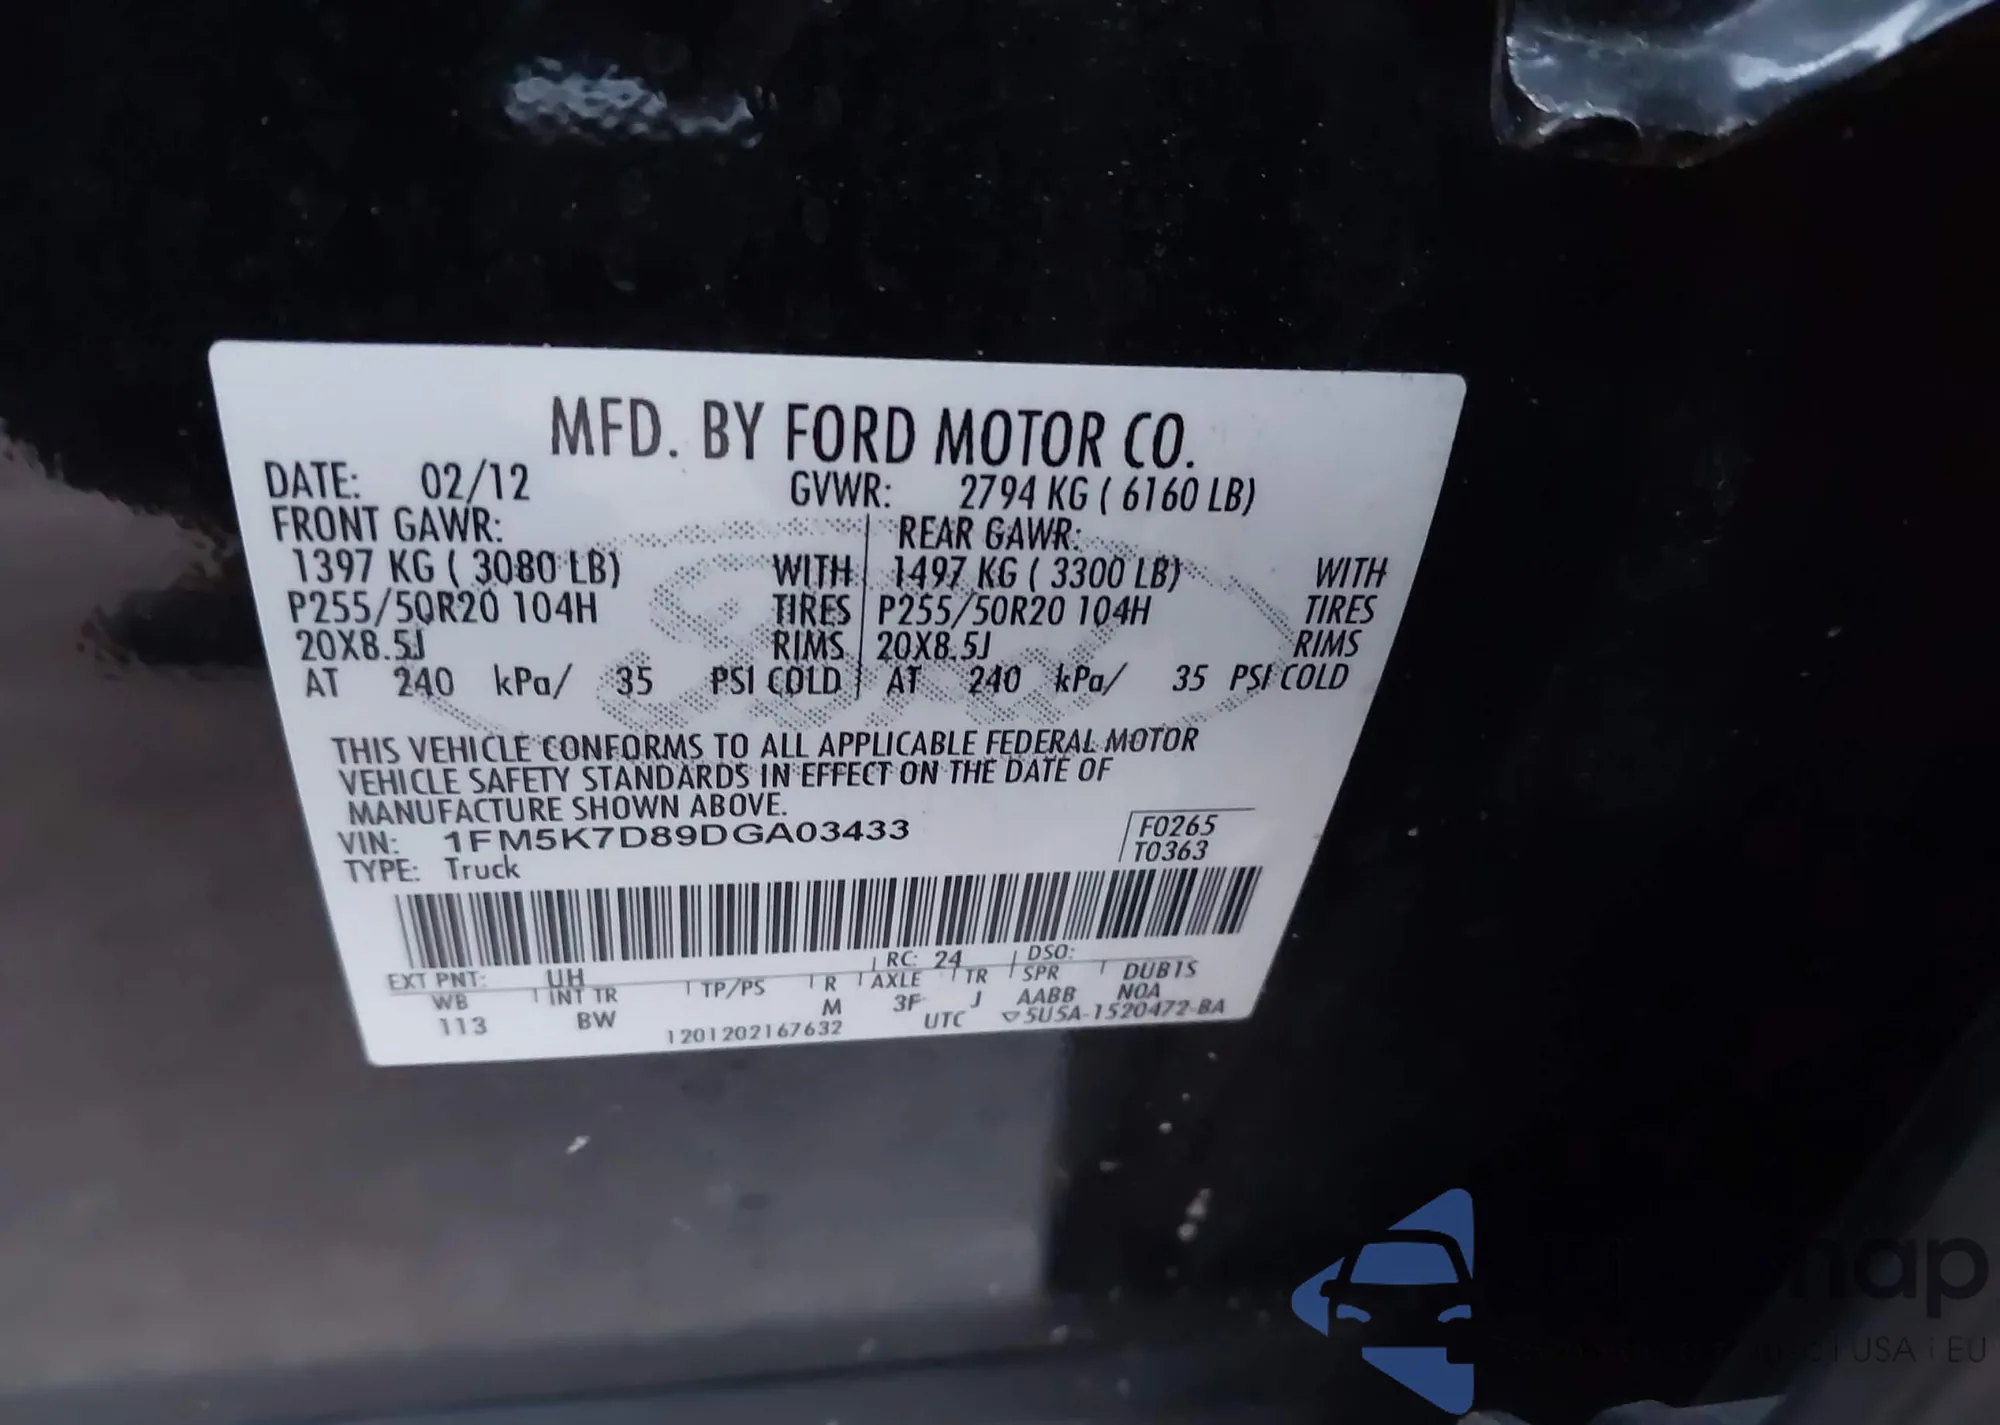 MFD. BY FORD MOTOR CO.
DATE: 02/12 GVWR: 2794 KG ( 6160 LB)
FRONT GAWR: REAR GAWR:
1397 KG ( 3080 LB) WITH 1497 KG ( 3300 LB) WITH
P255/50R20 104H TIRES P255/50R20 104H TIRES
20X8.5J RIMS 20X8.5J RIMS
AT 240 kPa/ 35 PSI COLD AT 240 kPa/ 35 PSI COLD
THIS VEHICLE CONFORMS TO ALL APPLICABLE FEDERAL MOTOR
VEHICLE SAFETY STANDARDS IN EFFECT ON THE DATE OF
MANUFACTURE SHOWN ABOVE.
VIN: 1FM5K7D89DGA03433 F0265
TYPE: Truck T0363
EXT PNT: UH RC: 24 DSO:
WB INT TR TP/PS R AXLE TR SPR DUB1S
113 BW M 3F J AABB N0A
1201202167632 UTC ▽5U5A-1520472-BA
USA | EU